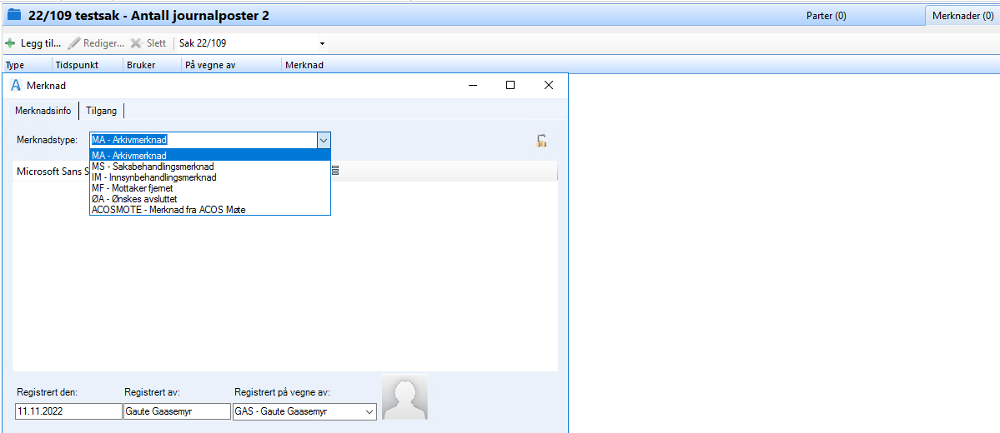 22/109 testsak - Antall journalposter 2 Parter (0) Merknader (0)
Legg til... Rediger... Slett Sak 22/109
Type Tidspunkt Bruker På vegne av Merknad
Merknad
Merknadsinfo Tilgang
Merknadstype: MA - Arkivmerknad
MA - Arkivmerknad
MS - Saksbehandlingsmerknad
Microsoft Sans S
IM - Innsynbehandlingsmerknad
MF - Mottaker fjernet
ØA - Ønskes avsluttet
ACOSMOTE - Merknad fra ACOS Møte
Registrert den: Registrert av: Registrert på vegne av:
11.11.2022 Gaute Gaasemyr GAS - Gaute Gaasemyr